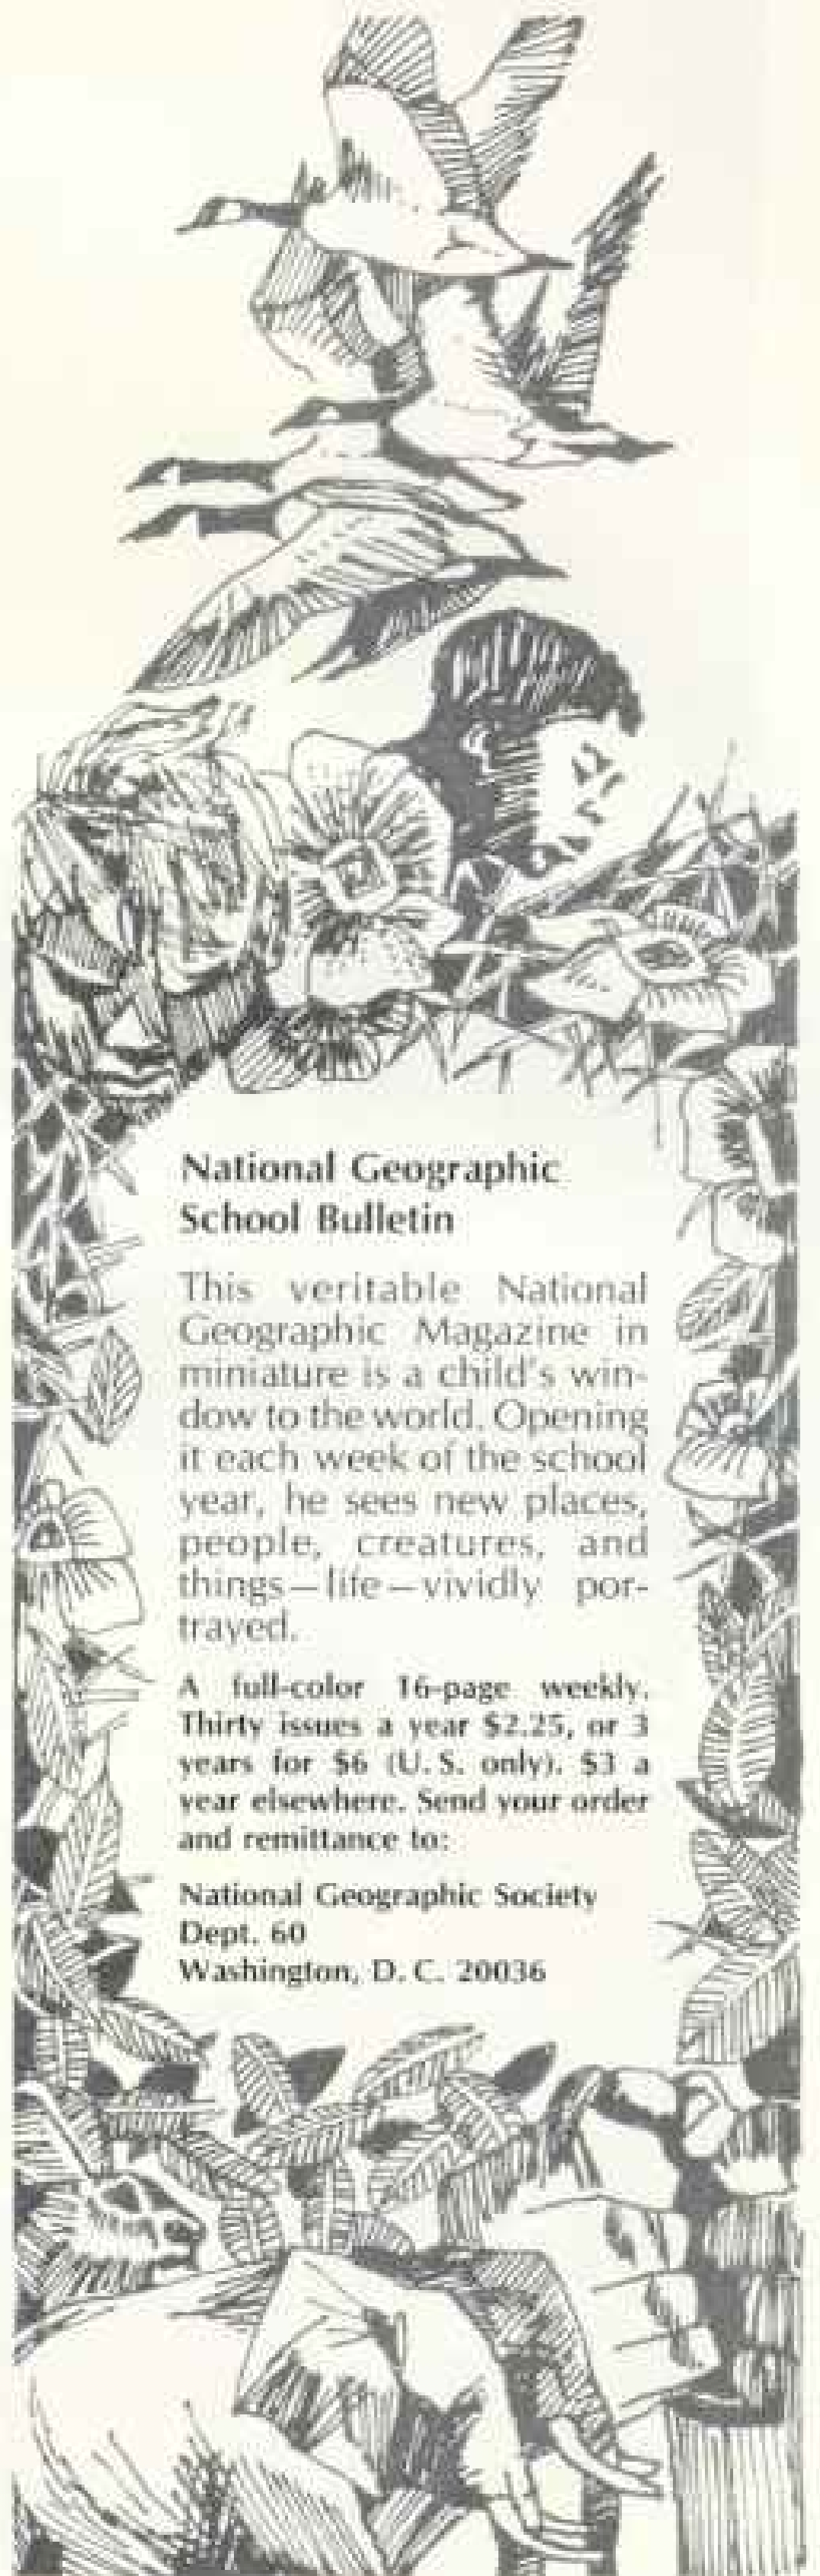 National Geographic
School Bulletin
This veritable National
Geographic Magazine in
miniature is a child's win-
dow to the world. Opening
it each week of the school
year, he sees new places,
people, creatures, and
things—life—vividly por-
trayed.
A full-color 16-page weekly.
Thirty issues a year $2.25, or 3
years for $6 (U. S. only). $3 a
year elsewhere. Send your order
and remittance to:
National Geographic Society
Dept. 60
Washington, D. C. 20036